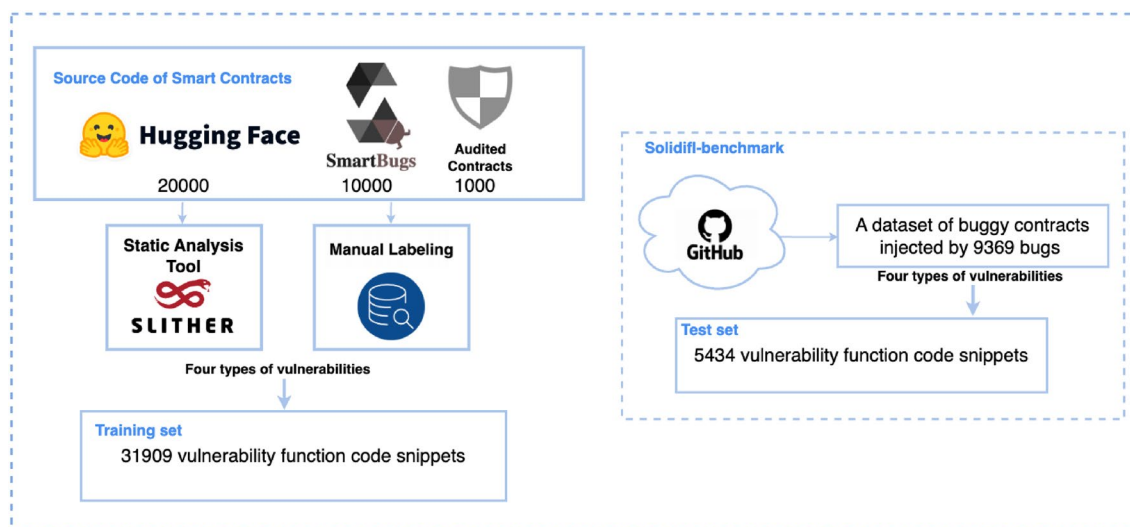 Source Code of Smart Contracts
Hugging Face
SmartBugs
Audited
Contracts
20000
10000
1000
Static Analysis
Tool
SLITHER
Manual Labeling
Four types of vulnerabilities
Training set
31909 vulnerability function code snippets
Solidifl-benchmark
GitHub
A dataset of buggy contracts
injected by 9369 bugs
Four types of vulnerabilities
Test set
5434 vulnerability function code snippets